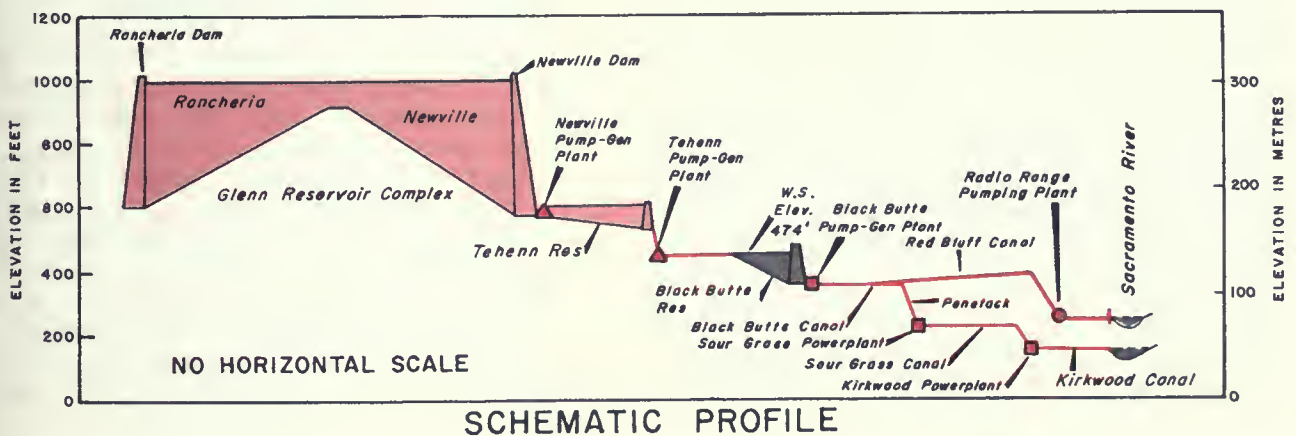 1200
1000
800
600
400
200
0
ELEVATION IN FEET
Rancheria Dam
Newville Dam
Rancheria
Newville
Glenn Reservoir Complex
Newville
Pump-Gen
Plant
Tehenn
Pump-Gen
Plant
Tehenn Res
W.S.
Elev.
474'
Black Butte
Pump-Gen Plant
Black Butte
Res
Radio Range
Pumping Plant
Red Bluff Canal
Sacramento River
Penstock
Black Butte Canal
Sour Grass Powerplant
Sour Grass Canal
Kirkwood Powerplant
Kirkwood Canal
300
200
100
0
ELEVATION IN METRES
NO HORIZONTAL SCALE
SCHEMATIC PROFILE